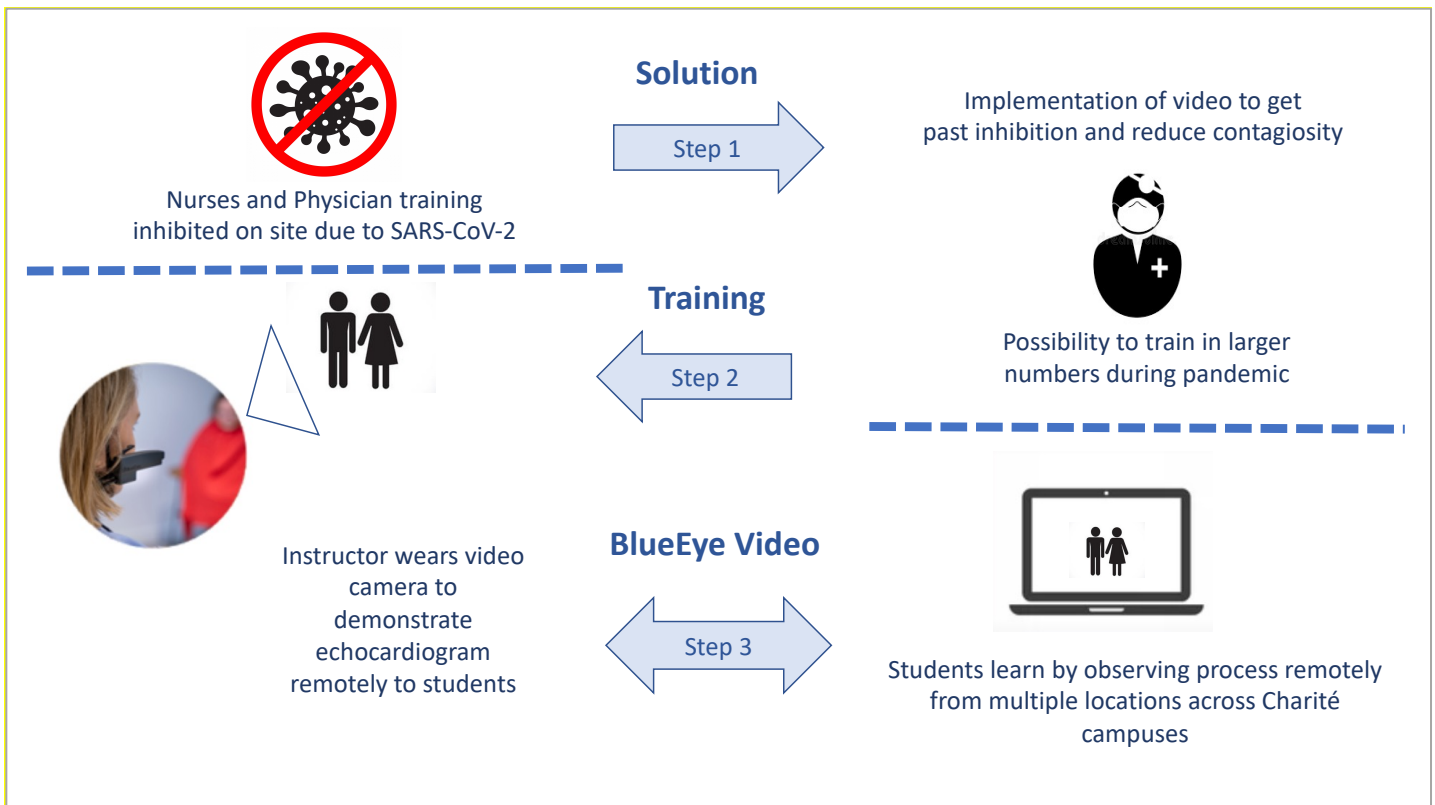 Solution
Step 1
Nurses and Physician training
inhibited on site due to SARS-CoV-2
Implementation of video to get
past inhibition and reduce contagiosity
Training
Step 2
Possibility to train in larger
numbers during pandemic
BlueEye Video
Step 3
Instructor wears video
camera to
demonstrate
echocardiogram
remotely to students
Students learn by observing process remotely
from multiple locations across Charité
campuses